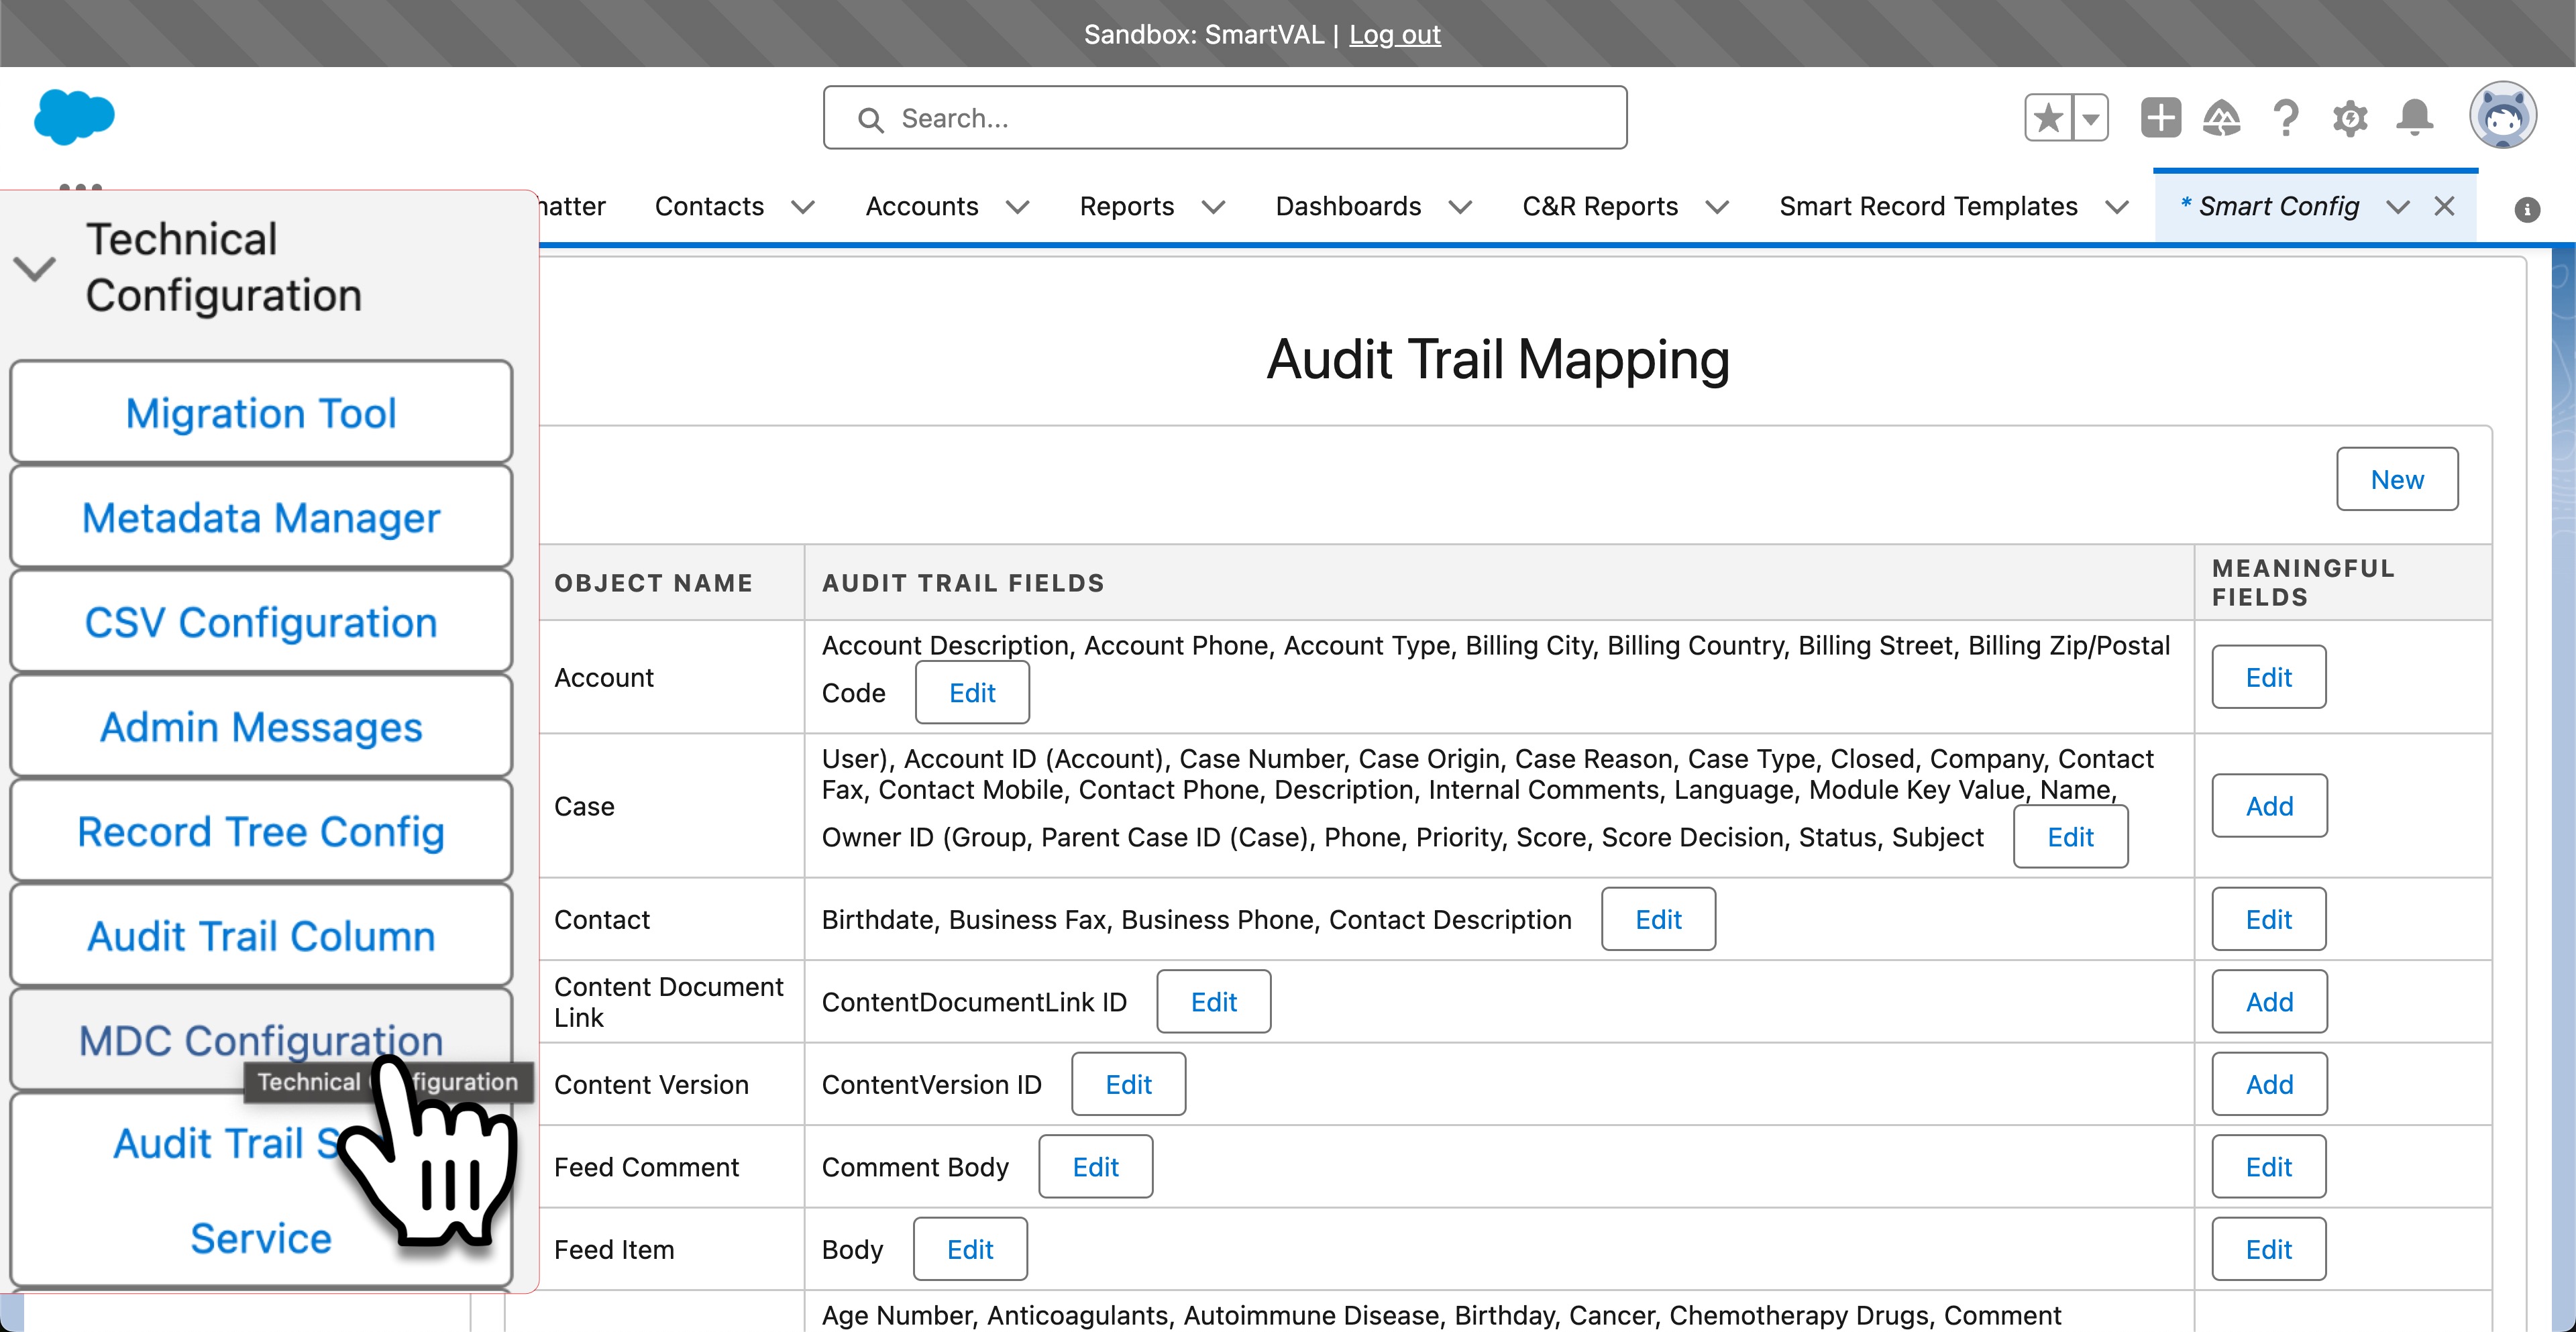 Sandbox: SmartVAL | Log out
Search...
hatter Contacts Accounts Reports Dashboards C&R Reports Smart Record Templates * Smart Config
Technical
Configuration
Migration Tool
Metadata Manager
CSV Configuration
Admin Messages
Record Tree Config
Audit Trail Column
MDC Configuration
Audit Trail
Service
Audit Trail Mapping
New
OBJECT NAME AUDIT TRAIL FIELDS MEANINGFUL
FIELDS
Account Description, Account Phone, Account Type, Billing City, Billing Country, Billing Street, Billing Zip/Postal
Account Code Edit Edit
User), Account ID (Account), Case Number, Case Origin, Case Reason, Case Type, Closed, Company, Contact
Fax, Contact Mobile, Contact Phone, Description, Internal Comments, Language, Module Key Value, Name,
Case Add
Owner ID (Group, Parent Case ID (Case), Phone, Priority, Score, Score Decision, Status, Subject Edit
Contact Birthdate, Business Fax, Business Phone, Contact Description Edit Edit
Content Document
Link ContentDocumentLink ID Edit Add
Content Version ContentVersion ID Edit Add
Feed Comment Comment Body Edit Edit
Feed Item Body Edit Edit
Age Number, Anticoagulants, Autoimmune Disease, Birthday, Cancer, Chemotherapy Drugs, Comment